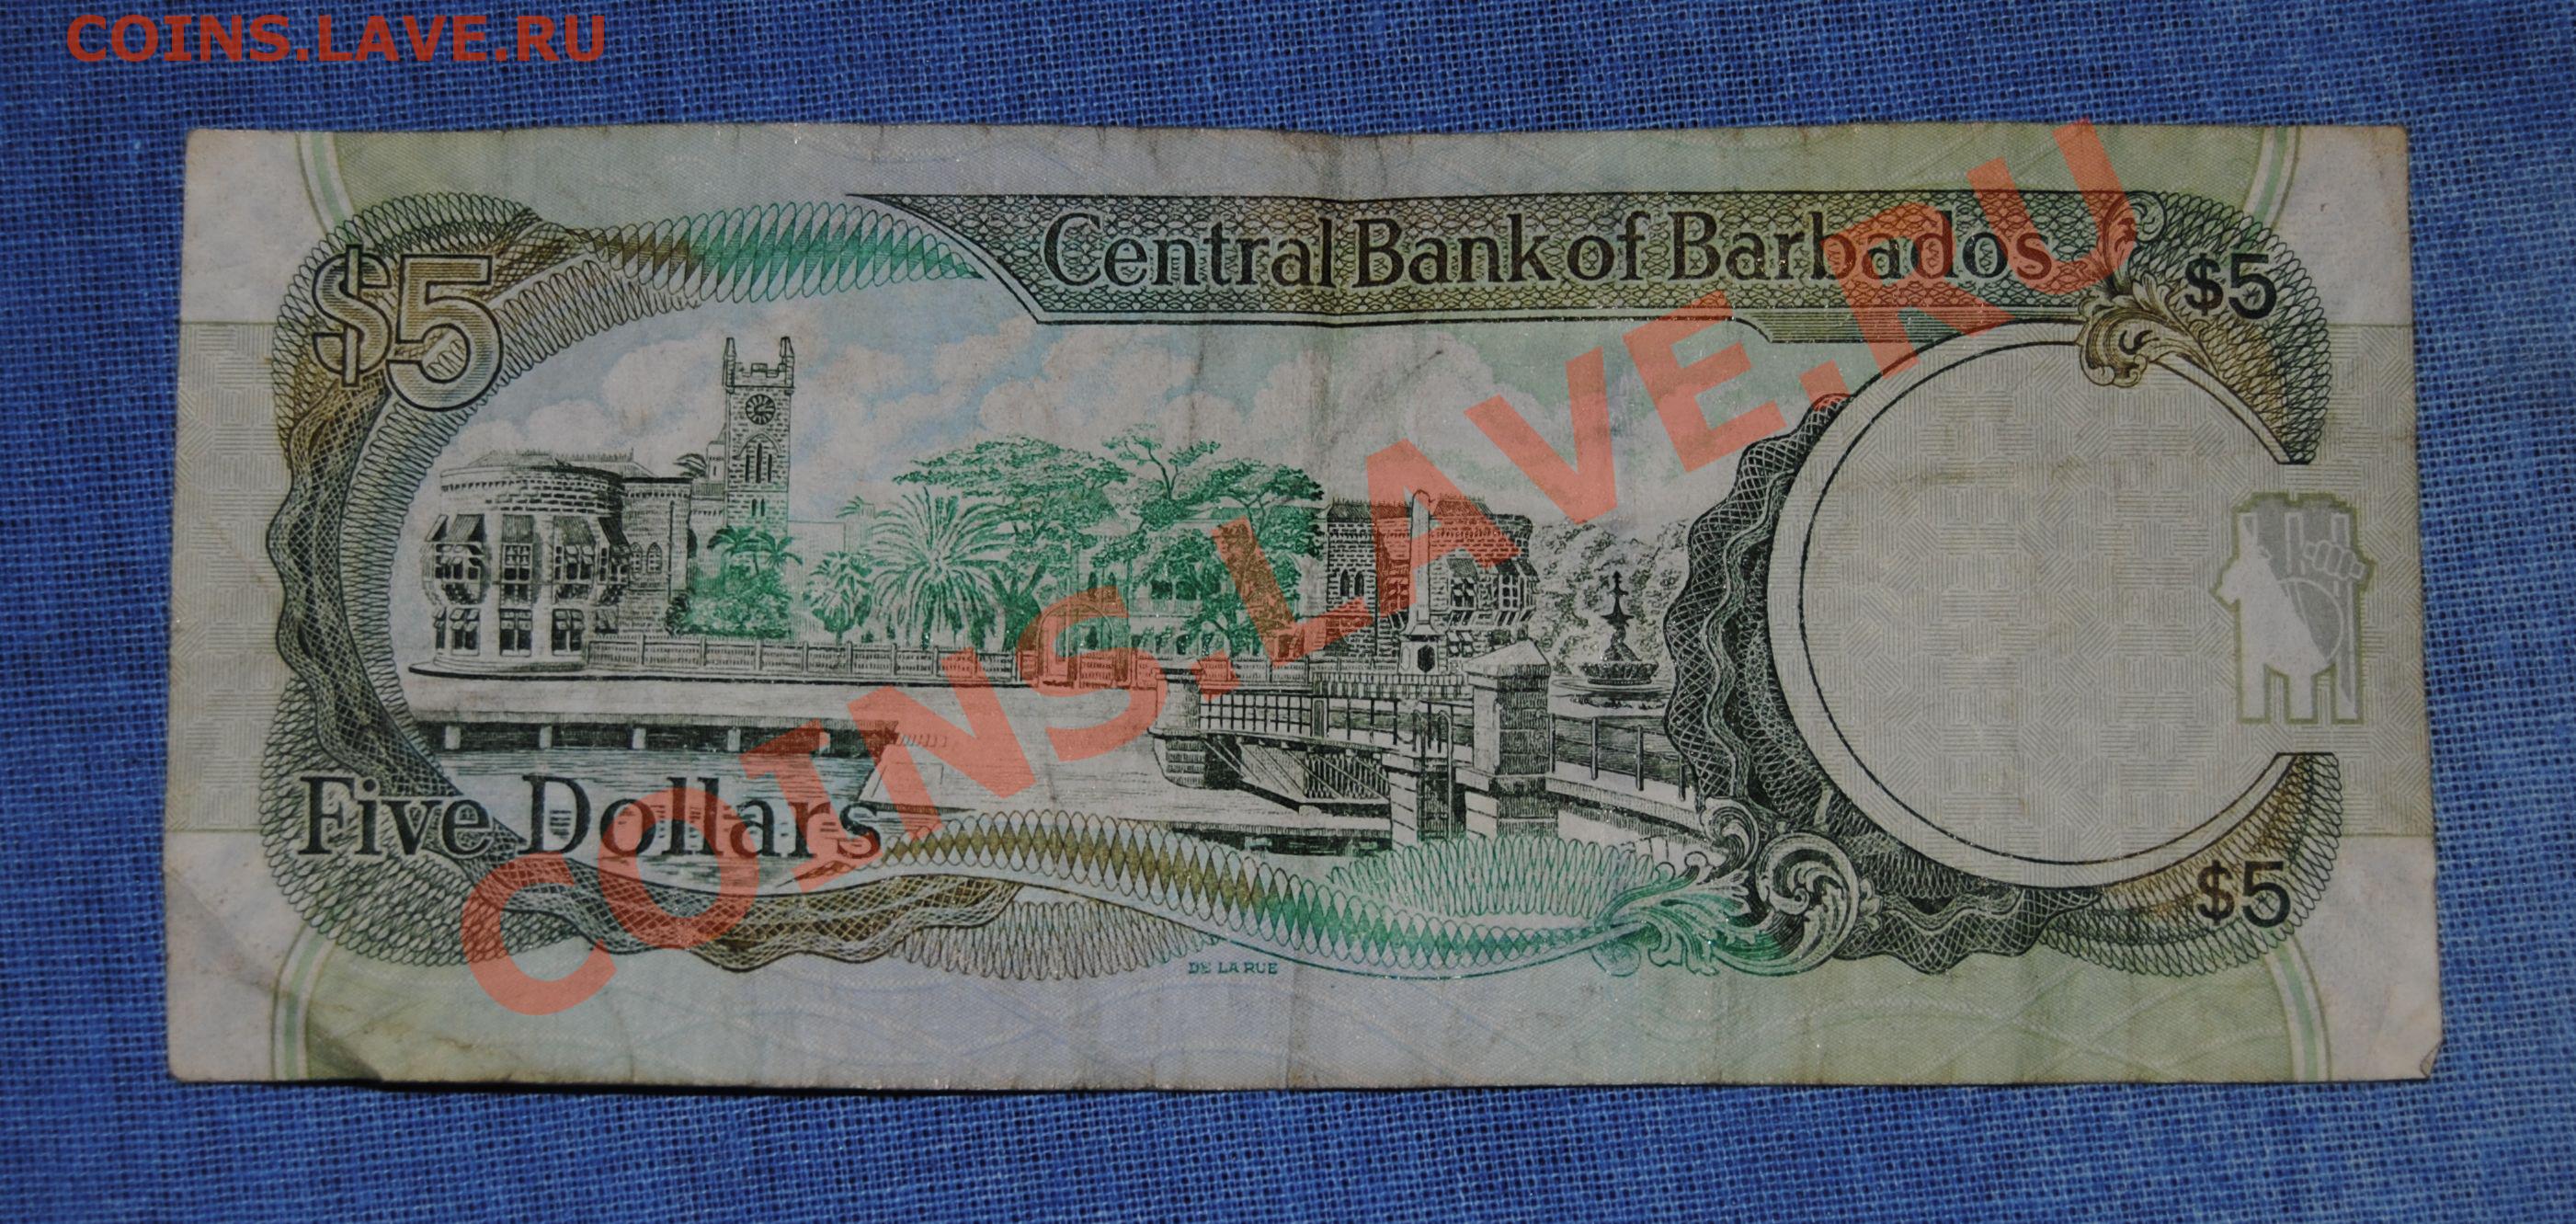 COINS.LAVE.RU
Central Bank of Barbados
$5
$5
Five Dollars
$5
DE LA RUE
COINS.LAVE.RU